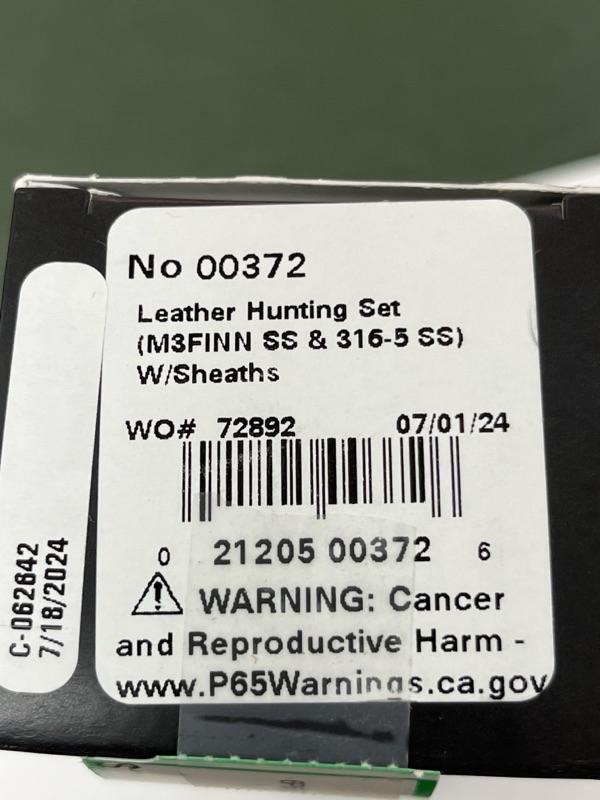 No 00372
Leather Hunting Set
(M3FINN SS & 316-5 SS)
W/Sheaths
WO# 72892 07/01/24
0 21205 00372 6
WARNING: Cancer
and Reproductive Harm -
www.P65Warnings.ca.gov
C-062642
7/18/2024